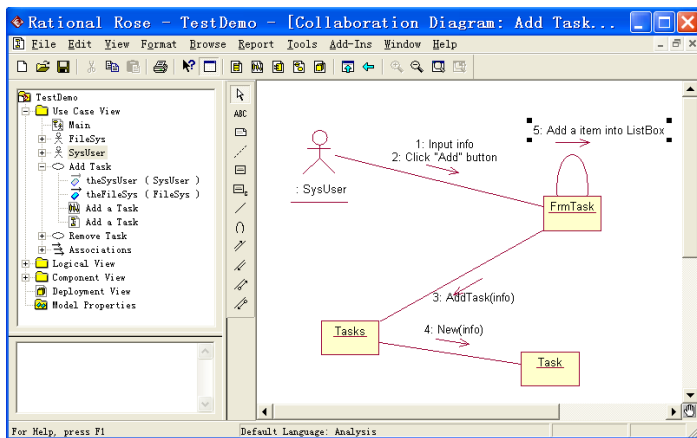 Rational Rose - TestDemo - [Collaboration Diagram: Add Task...
File Edit View Format Browse Report Tools Add-Ins Window Help
ABC
TestDemo
Use Case View
Main
FileSys
SysUser
Add Task
theSysUser ( SysUser )
theFileSys ( FileSys )
Add a Task
Add a Task
Remove Task
Associations
Logical View
Component View
Deployment View
Model Properties
5: Add a item into ListBox
1: Input info
2: Click "Add" button
: SysUser
FrmTask
3: AddTask(info)
Tasks
4: New(info)
Task
For Help, press F1
Default Language: Analysis